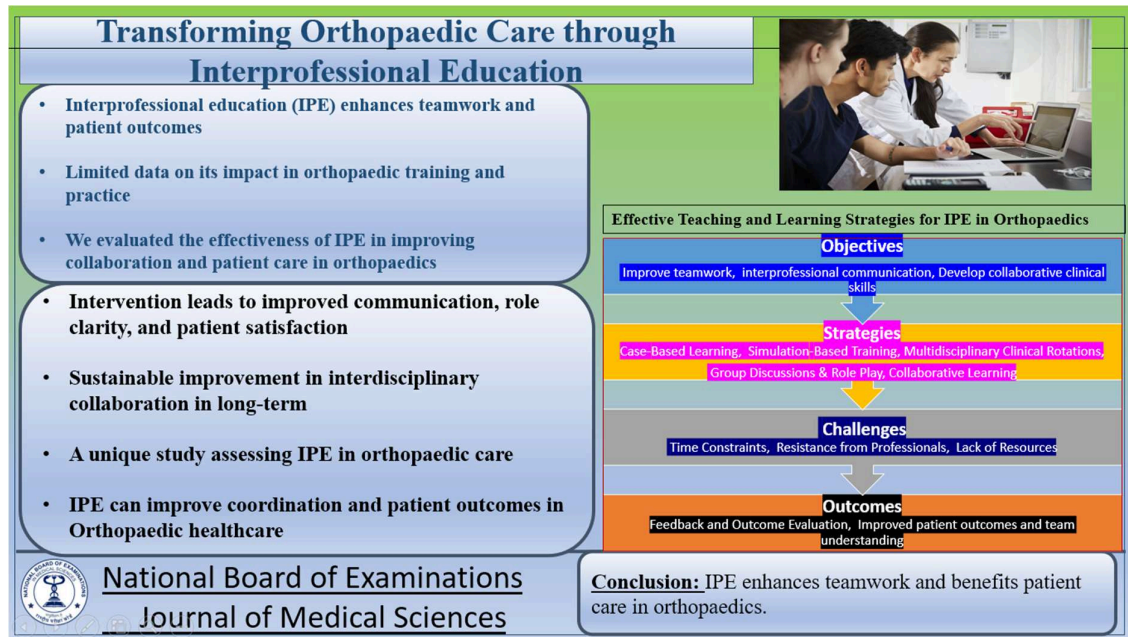 Transforming Orthopaedic Care through
Interprofessional Education
• Interprofessional education (IPE) enhances teamwork and
patient outcomes
• Limited data on its impact in orthopaedic training and
practice
• We evaluated the effectiveness of IPE in improving
collaboration and patient care in orthopaedics
• Intervention leads to improved communication, role
clarity, and patient satisfaction
• Sustainable improvement in interdisciplinary
collaboration in long-term
• A unique study assessing IPE in orthopaedic care
• IPE can improve coordination and patient outcomes in
Orthopaedic healthcare
Effective Teaching and Learning Strategies for IPE in Orthopaedics
Objectives
Improve teamwork, interprofessional communication, Develop collaborative clinical
skills
Strategies
Case-Based Learning, Simulation-Based Training, Multidisciplinary Clinical Rotations,
Group Discussions & Role Play, Collaborative Learning
Challenges
Time Constraints, Resistance from Professionals, Lack of Resources
Outcomes
Feedback and Outcome Evaluation, Improved patient outcomes and team
understanding
National Board of Examinations
Journal of Medical Sciences
Conclusion: IPE enhances teamwork and benefits patient
care in orthopaedics.